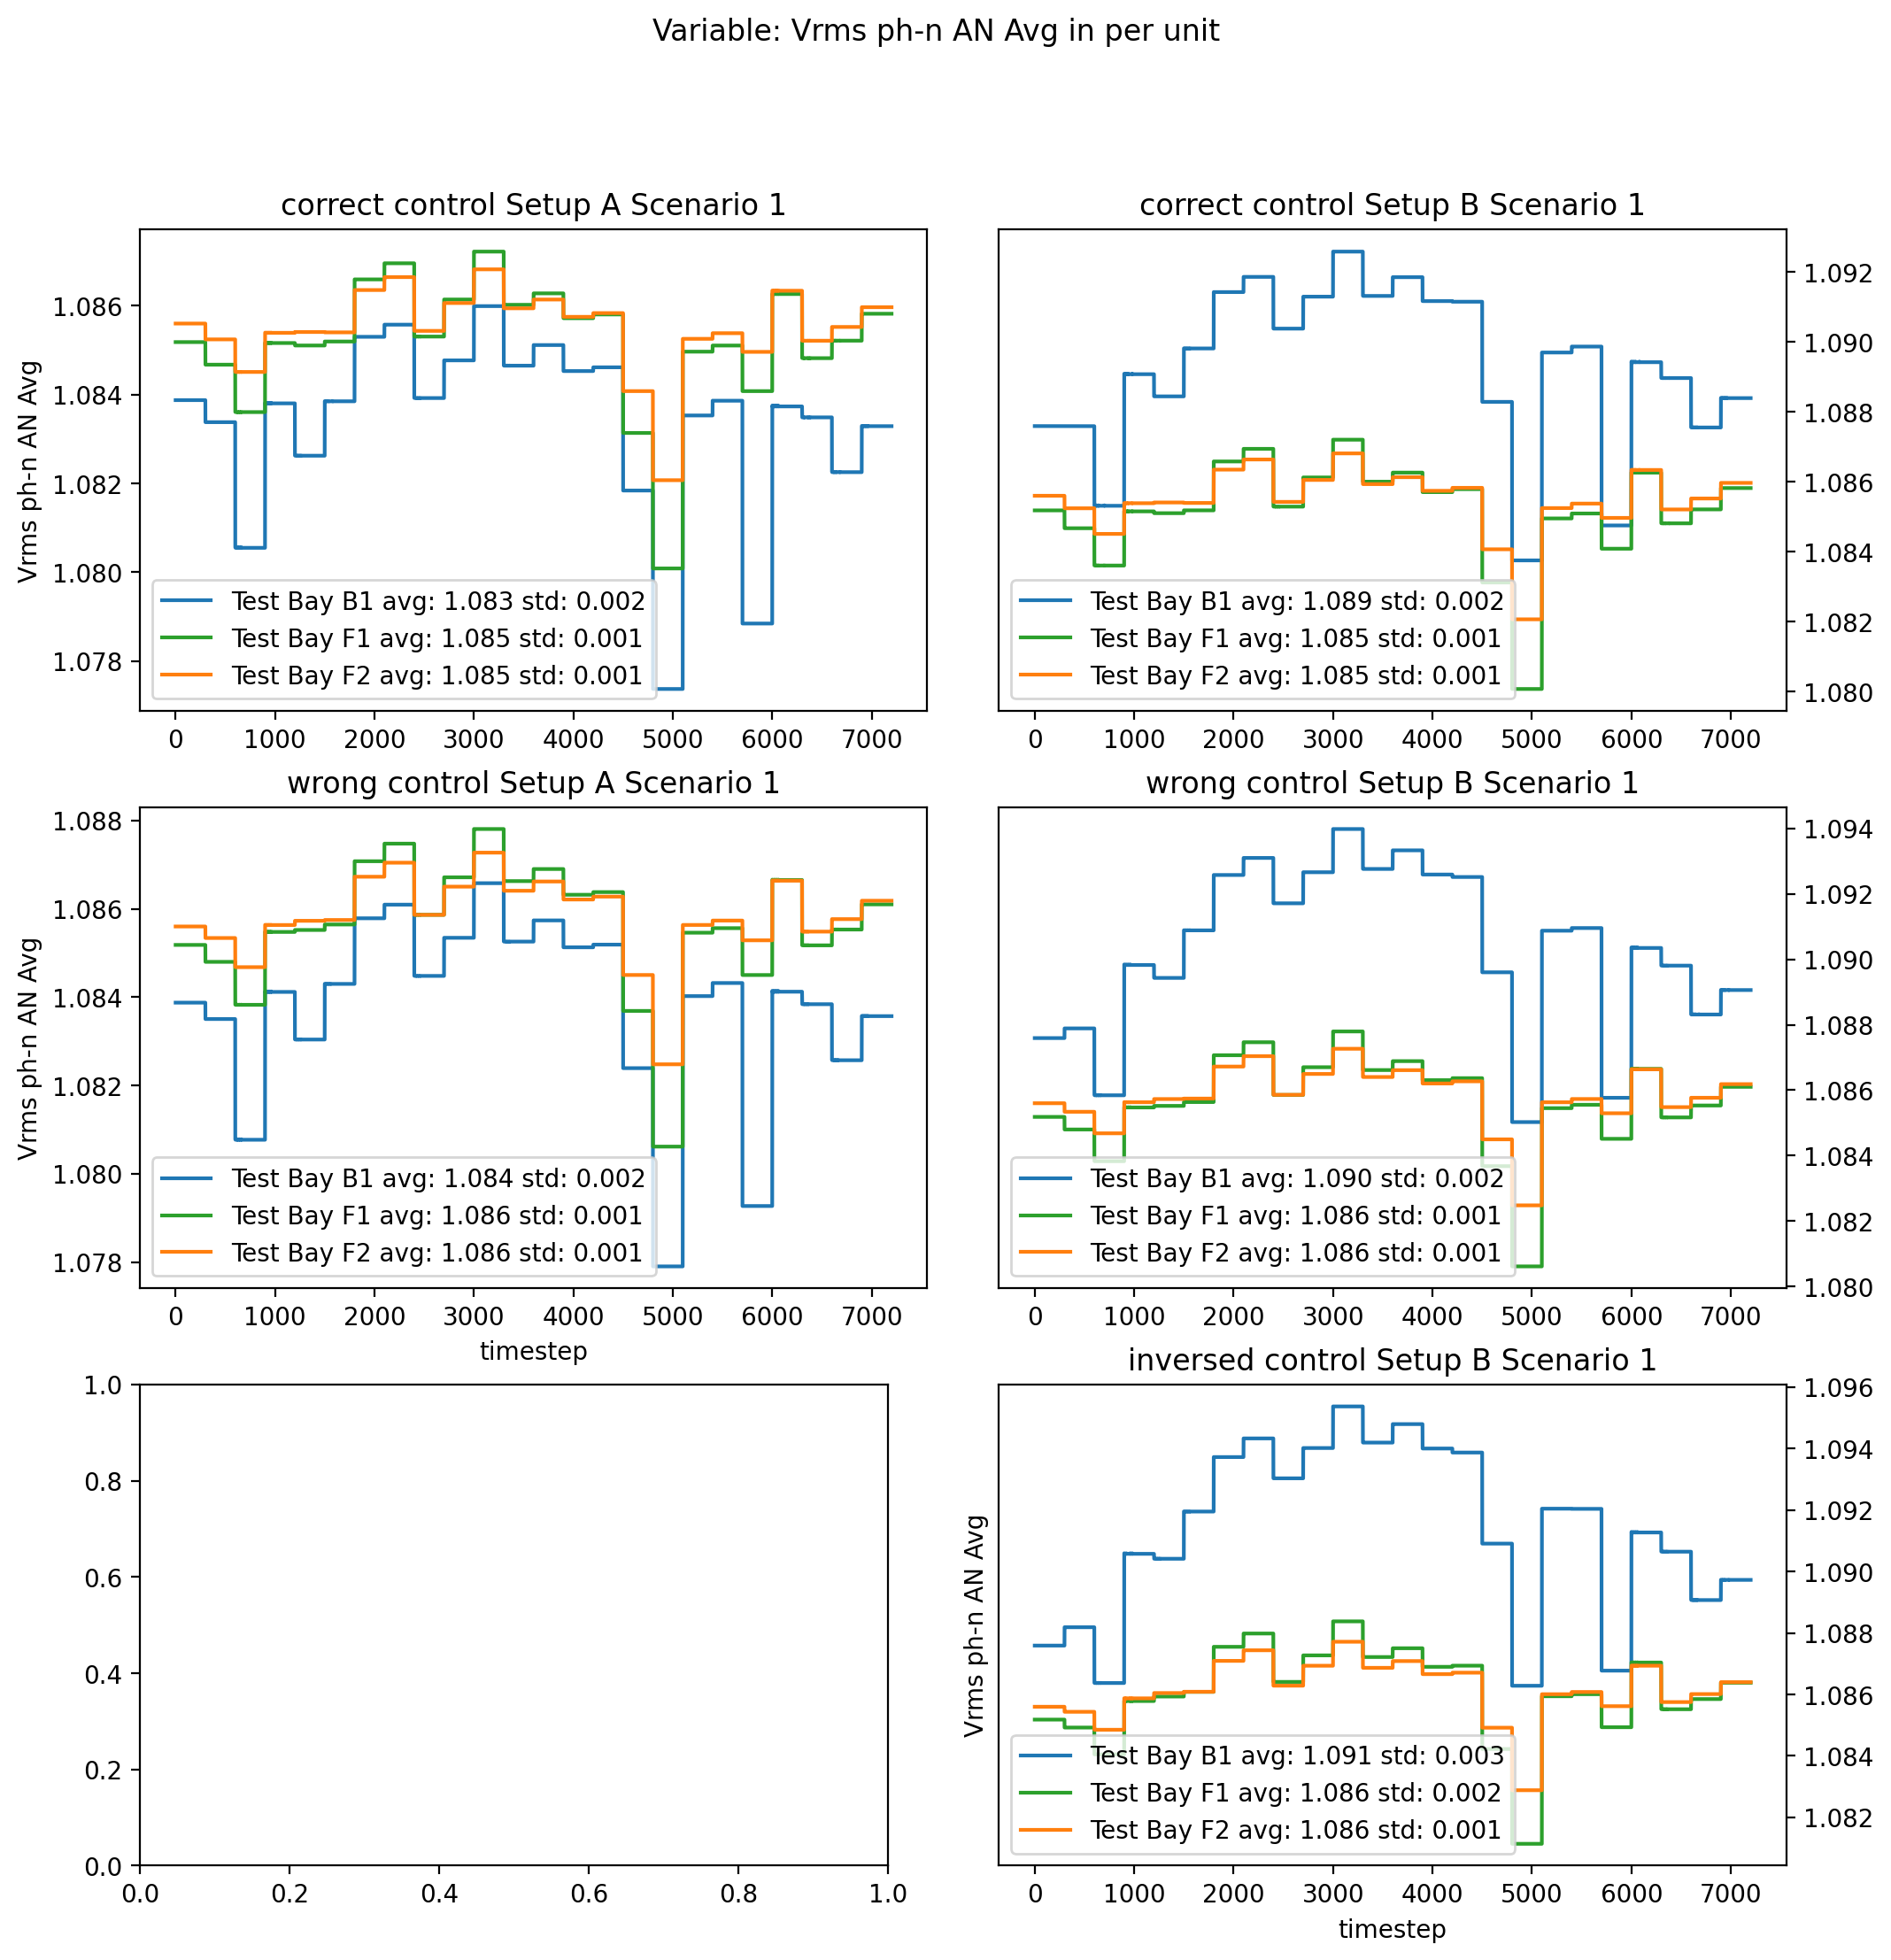 Variable: Vrms ph-n AN Avg in per unit
correct control Setup A Scenario 1
Vrms ph-n AN Avg
1.086
1.084
1.082
1.080
1.078
Test Bay B1 avg: 1.083 std: 0.002
Test Bay F1 avg: 1.085 std: 0.001
Test Bay F2 avg: 1.085 std: 0.001
0 1000 2000 3000 4000 5000 6000 7000
correct control Setup B Scenario 1
1.092
1.090
1.088
1.086
1.084
1.082
1.080
Test Bay B1 avg: 1.089 std: 0.002
Test Bay F1 avg: 1.085 std: 0.001
Test Bay F2 avg: 1.085 std: 0.001
0 1000 2000 3000 4000 5000 6000 7000
wrong control Setup A Scenario 1
Vrms ph-n AN Avg
1.088
1.086
1.084
1.082
1.080
1.078
Test Bay B1 avg: 1.084 std: 0.002
Test Bay F1 avg: 1.086 std: 0.001
Test Bay F2 avg: 1.086 std: 0.001
0 1000 2000 3000 4000 5000 6000 7000
timestep
wrong control Setup B Scenario 1
1.094
1.092
1.090
1.088
1.086
1.084
1.082
1.080
Test Bay B1 avg: 1.090 std: 0.002
Test Bay F1 avg: 1.086 std: 0.001
Test Bay F2 avg: 1.086 std: 0.001
0 1000 2000 3000 4000 5000 6000 7000
1.0
0.8
0.6
0.4
0.2
0.0
0.0 0.2 0.4 0.6 0.8 1.0
inversed control Setup B Scenario 1
Vrms ph-n AN Avg
1.096
1.094
1.092
1.090
1.088
1.086
1.084
1.082
Test Bay B1 avg: 1.091 std: 0.003
Test Bay F1 avg: 1.086 std: 0.002
Test Bay F2 avg: 1.086 std: 0.001
0 1000 2000 3000 4000 5000 6000 7000
timestep